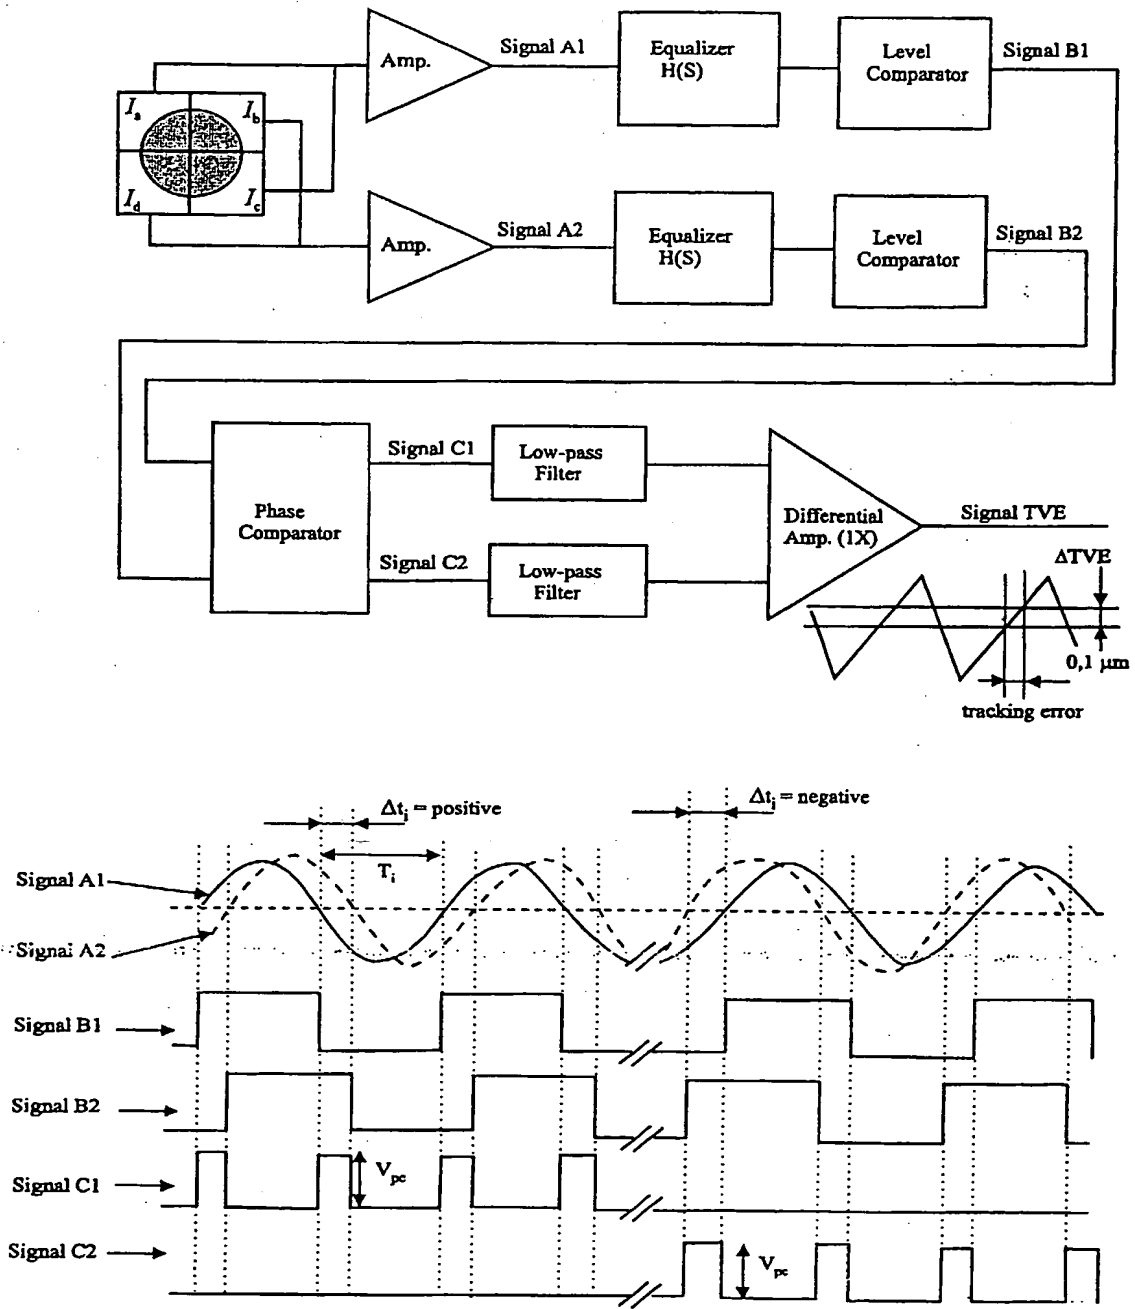 Amp.
Signal A1
Equalizer
H(S)
Level
Comparator
Signal B1
Ia
Ib
Id
Ic
Amp.
Signal A2
Equalizer
H(S)
Level
Comparator
Signal B2
Phase
Comparator
Signal C1
Low-pass
Filter
Signal C2
Low-pass
Filter
Differential
Amp. (1X)
Signal TVE
ΔTVE
0,1 μm
tracking error
Δti = positive
Δti = negative
Ti
Signal A1
Signal A2
Signal B1
Signal B2
Signal C1
Vpc
Signal C2
Vpc